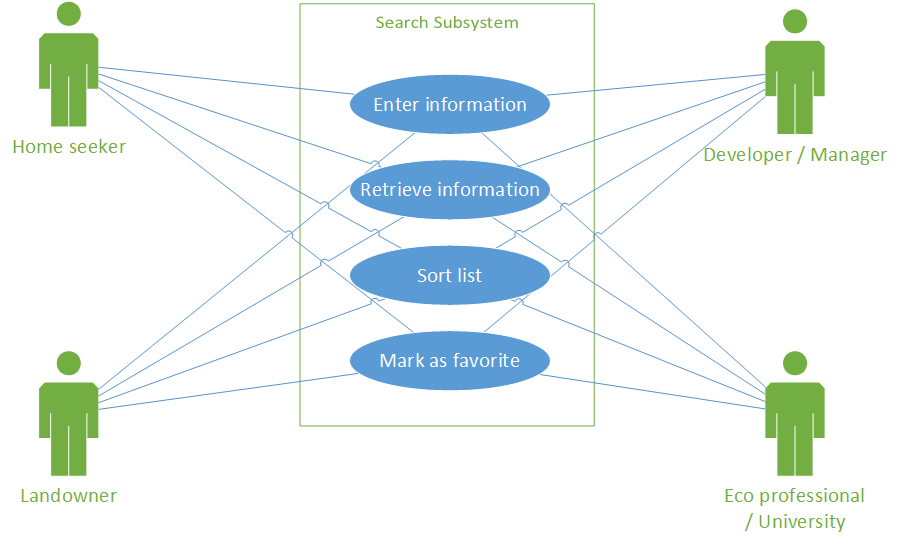 Search Subsystem
Enter information
Home seeker
Developer / Manager
Retrieve information
Sort list
Mark as favorite
Landowner
Eco professional
/ University